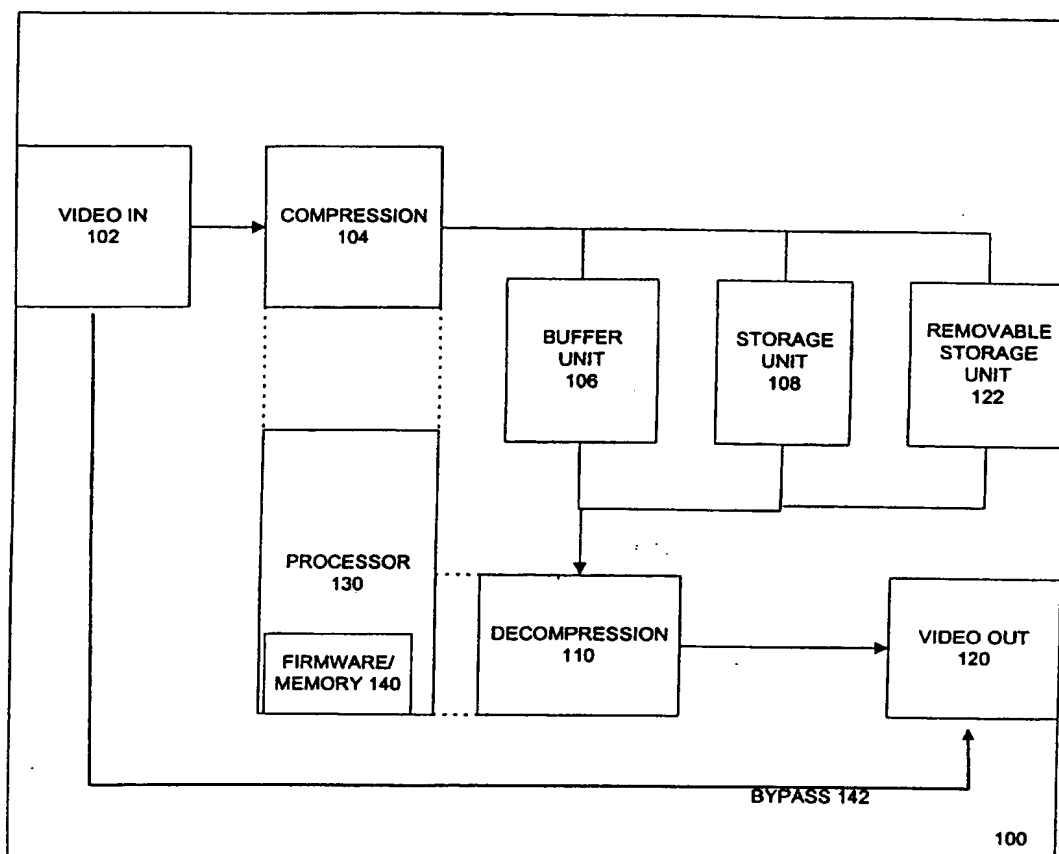 VIDEO IN
102
COMPRESSION
104
BUFFER
UNIT
106
STORAGE
UNIT
108
REMOVABLE
STORAGE
UNIT
122
PROCESSOR
130
FIRMWARE/
MEMORY 140
DECOMPRESSION
110
VIDEO OUT
120
BYPASS 142
100